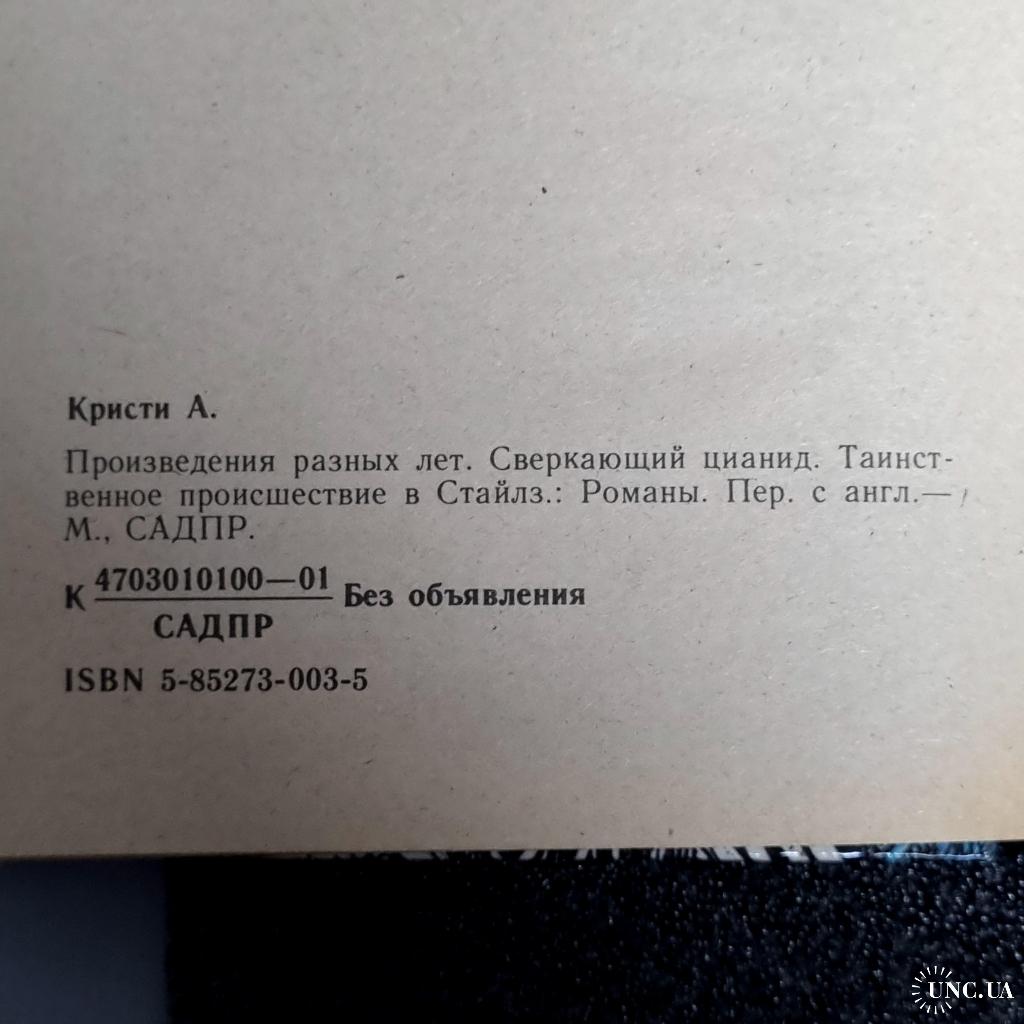 Кристи А.
Произведения разных лет. Сверкающий цианид. Таинст-
венное происшествие в Стайлз.: Романы. Пер. с англ.—
М., САДПР.
К 4703010100—01 Без объявления
САДПР
ISBN 5-85273-003-5
UNC.UA